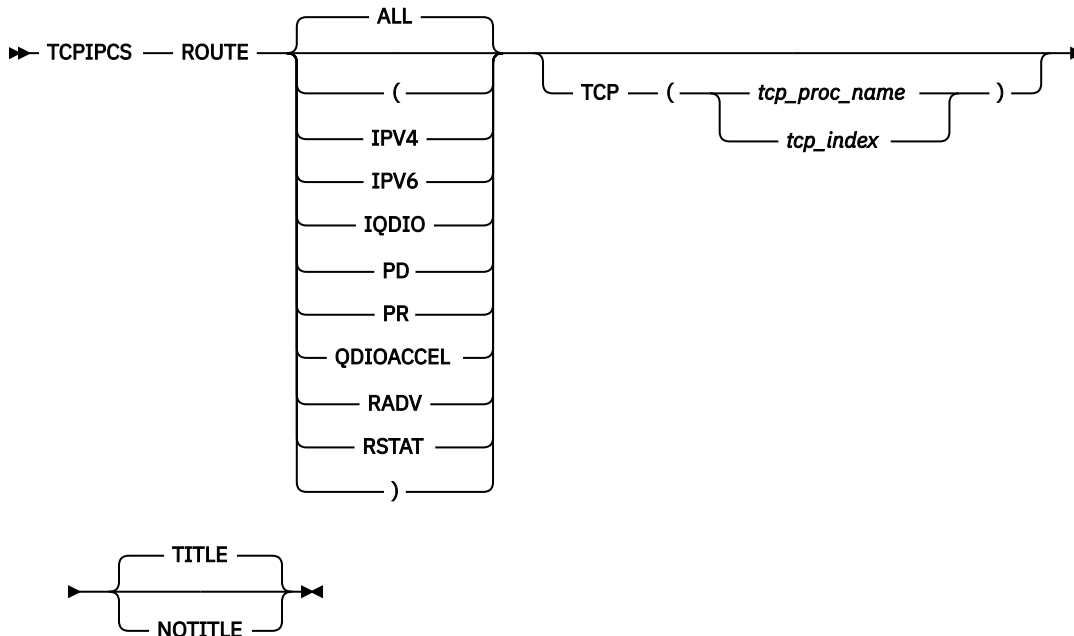 ALL
TCPIPCS ROUTE
( TCP ( tcp_proc_name )
tcp_index
IPV4
IPV6
IQDIO
PD
PR
QDIOACCEL
RADV
RSTAT
)
TITLE
NOTITLE